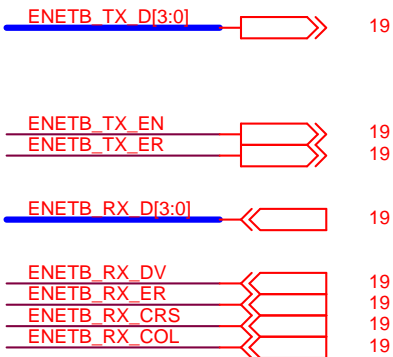 ENETB_TX_D[3:0] 19
ENETB_TX_EN 19
ENETB_TX_ER 19
ENETB_RX_D[3:0] 19
ENETB_RX_DV 19
ENETB_RX_ER 19
ENETB_RX_CRS 19
ENETB_RX_COL 19